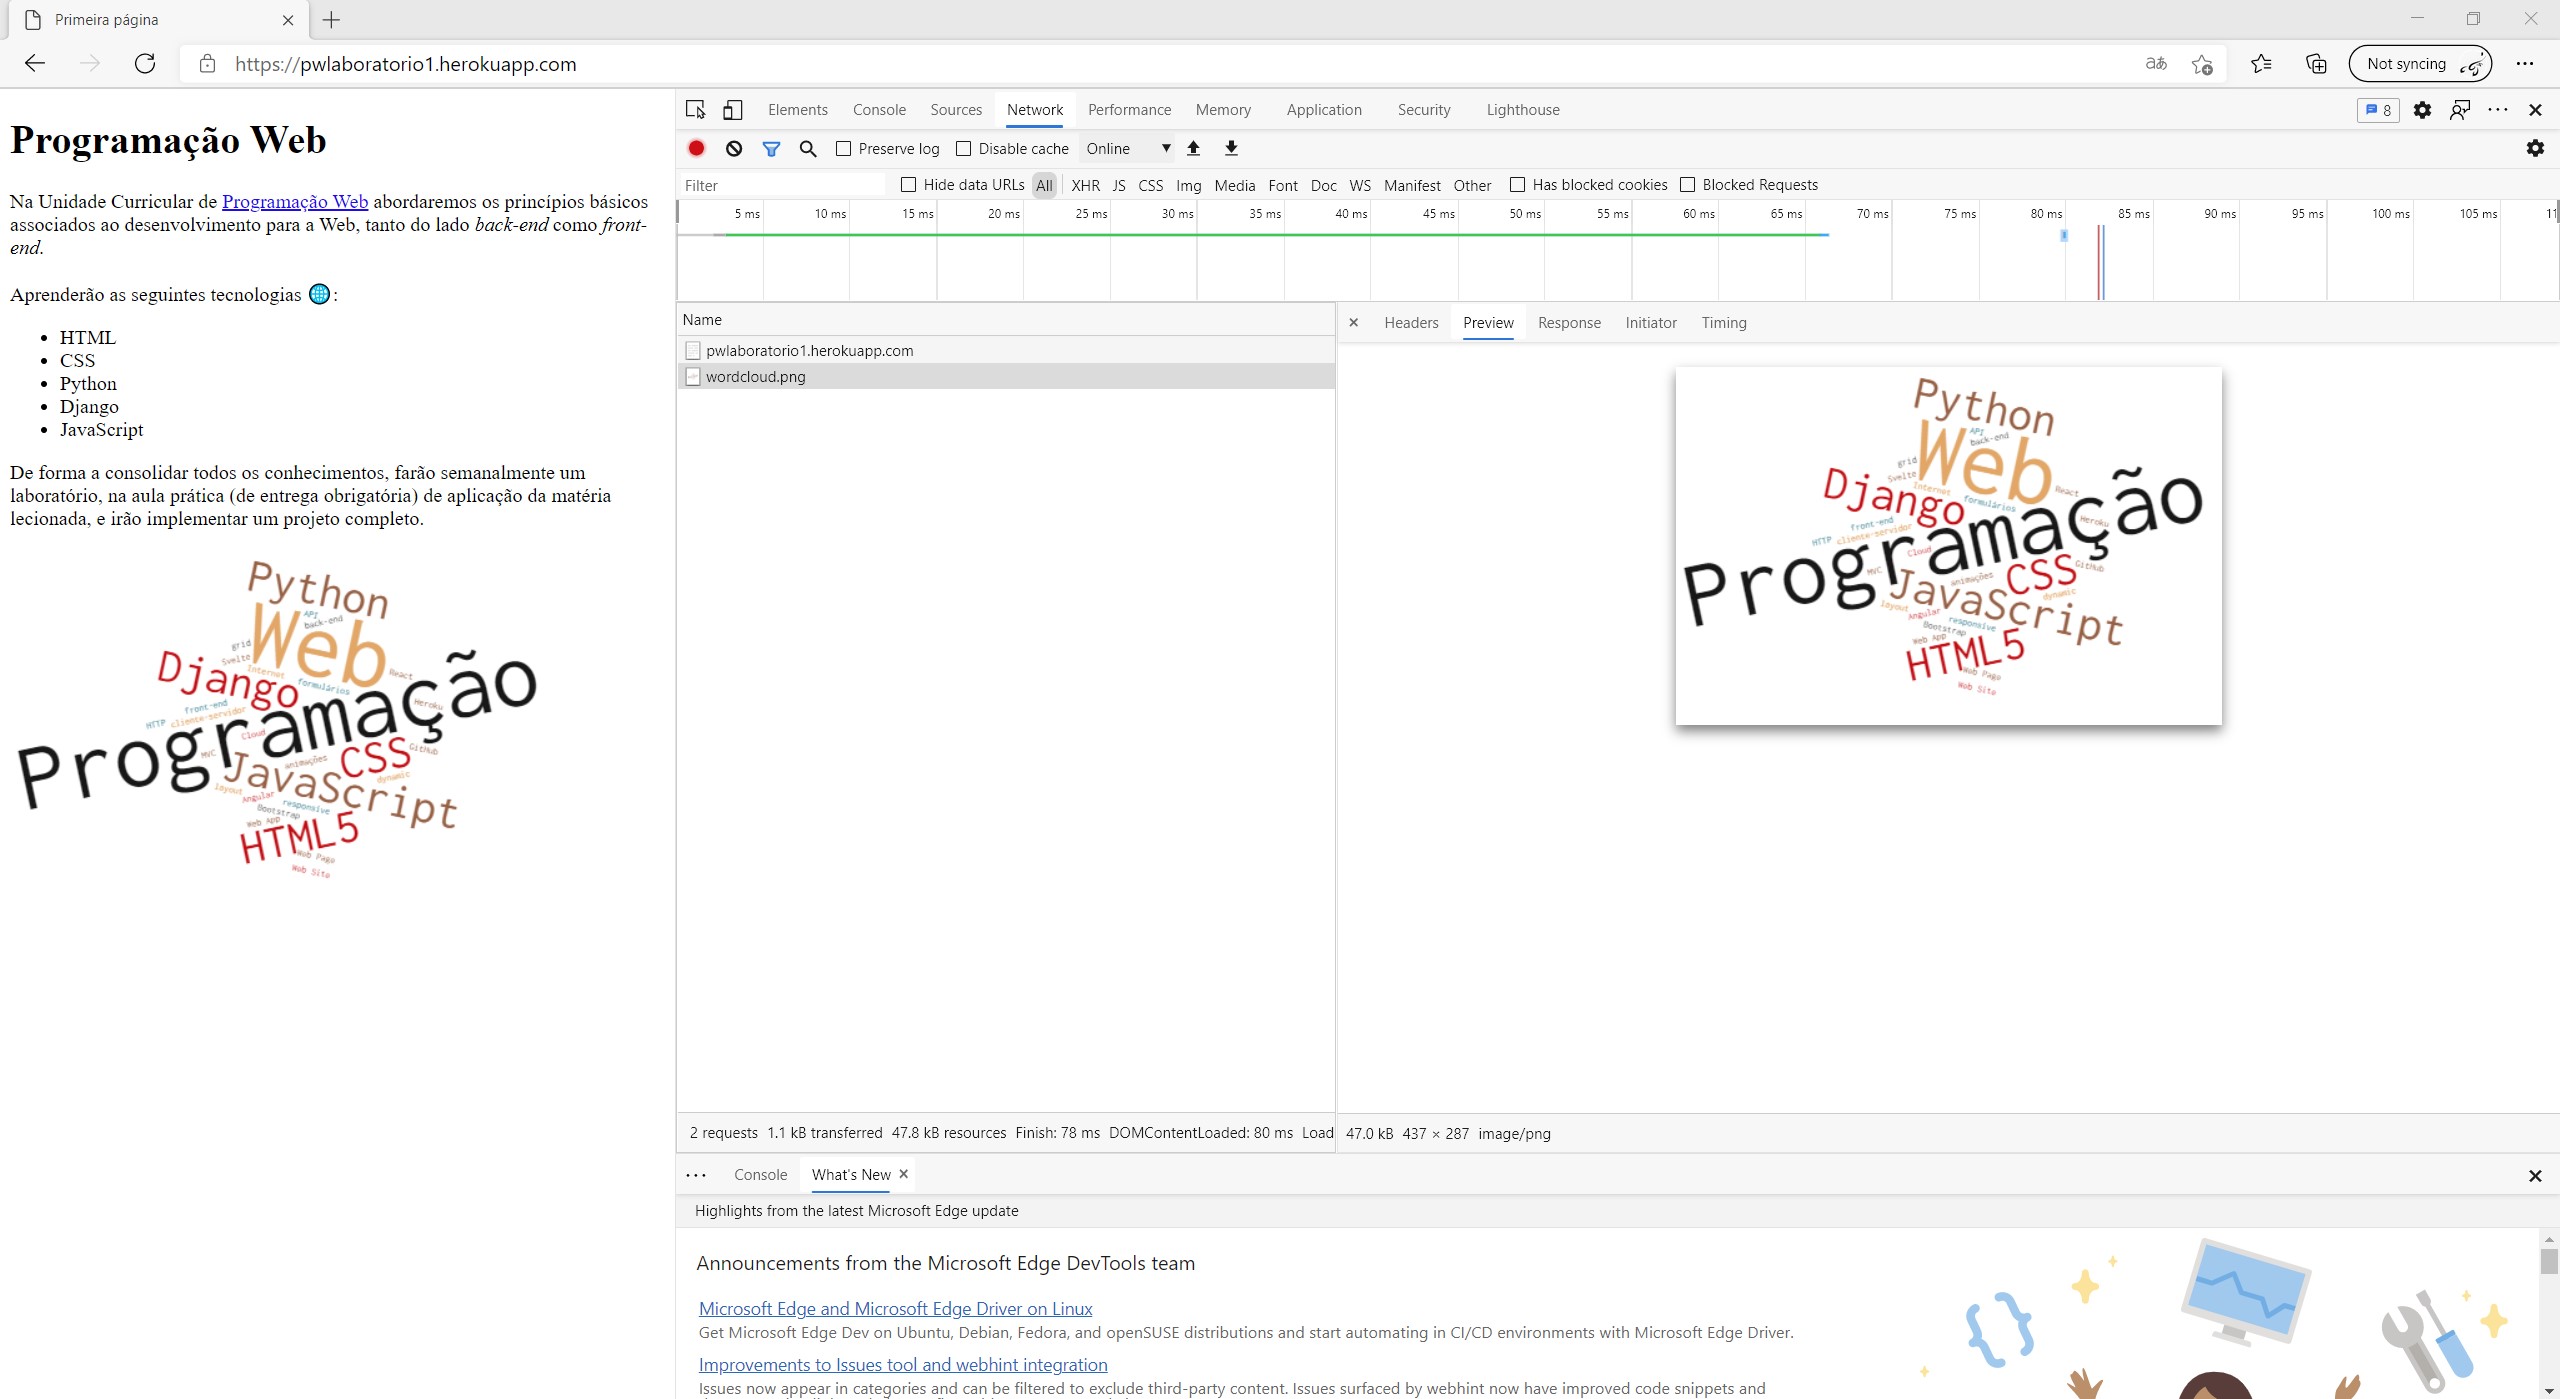 Primeira página
https://pwlaboratorio1.herokuapp.com
aあ
Not syncing
Programação Web
Na Unidade Curricular de Programação Web abordaremos os princípios básicos
associados ao desenvolvimento para a Web, tanto do lado back-end como front-
end.
Aprenderão as seguintes tecnologias :
HTML
CSS
Python
Django
JavaScript
De forma a consolidar todos os conhecimentos, farão semanalmente um
laboratório, na aula prática (de entrega obrigatória) de aplicação da matéria
lecionada, e irão implementar um projeto completo.
Python
API
back-end
Web
grid
Svelte
React
Django
Internet
formulários
Programação
front-end
Heroku
HTTP
cliente-servidor
Cloud
CSS
GitHub
MVC
animações
JavaScript
dynamic
layout
Angular
responsive
Bootstrap
Web App
HTML5
Web Page
Web Site
Elements Console Sources Network Performance Memory Application Security Lighthouse
8
Preserve log Disable cache Online
Filter Hide data URLs All XHR JS CSS Img Media Font Doc WS Manifest Other Has blocked cookies Blocked Requests
5 ms 10 ms 15 ms 20 ms 25 ms 30 ms 35 ms 40 ms 45 ms 50 ms 55 ms 60 ms 65 ms 70 ms 75 ms 80 ms 85 ms 90 ms 95 ms 100 ms 105 ms 11
Name
pwlaboratorio1.herokuapp.com
wordcloud.png
2 requests 1.1 kB transferred 47.8 kB resources Finish: 78 ms DOMContentLoaded: 80 ms Load
Headers Preview Response Initiator Timing
Python
API
back-end
Web
grid
Svelte
React
Django
Internet
formulários
Programação
front-end
Heroku
HTTP
cliente-servidor
Cloud
CSS
GitHub
MVC
animações
JavaScript
dynamic
layout
Angular
responsive
Bootstrap
Web App
HTML5
Web Page
Web Site
47.0 kB 437 × 287 image/png
Console What's New
Highlights from the latest Microsoft Edge update
Announcements from the Microsoft Edge DevTools team
Microsoft Edge and Microsoft Edge Driver on Linux
Get Microsoft Edge Dev on Ubuntu, Debian, Fedora, and openSUSE distributions and start automating in CI/CD environments with Microsoft Edge Driver.
Improvements to Issues tool and webhint integration
Issues now appear in categories and can be filtered to exclude third-party content. Issues surfaced by webhint now have improved code snippets and